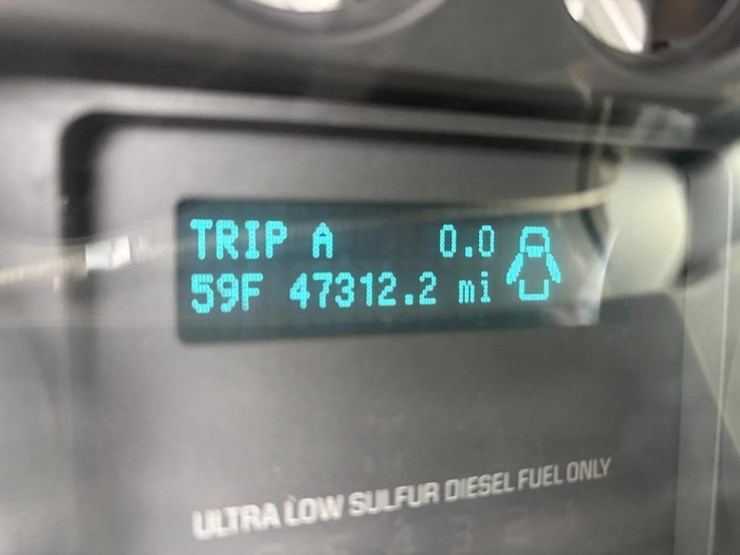 TRIP A 0.0
59F 47312.2 mi
ULTRA LOW SULFUR DIESEL FUEL ONLY